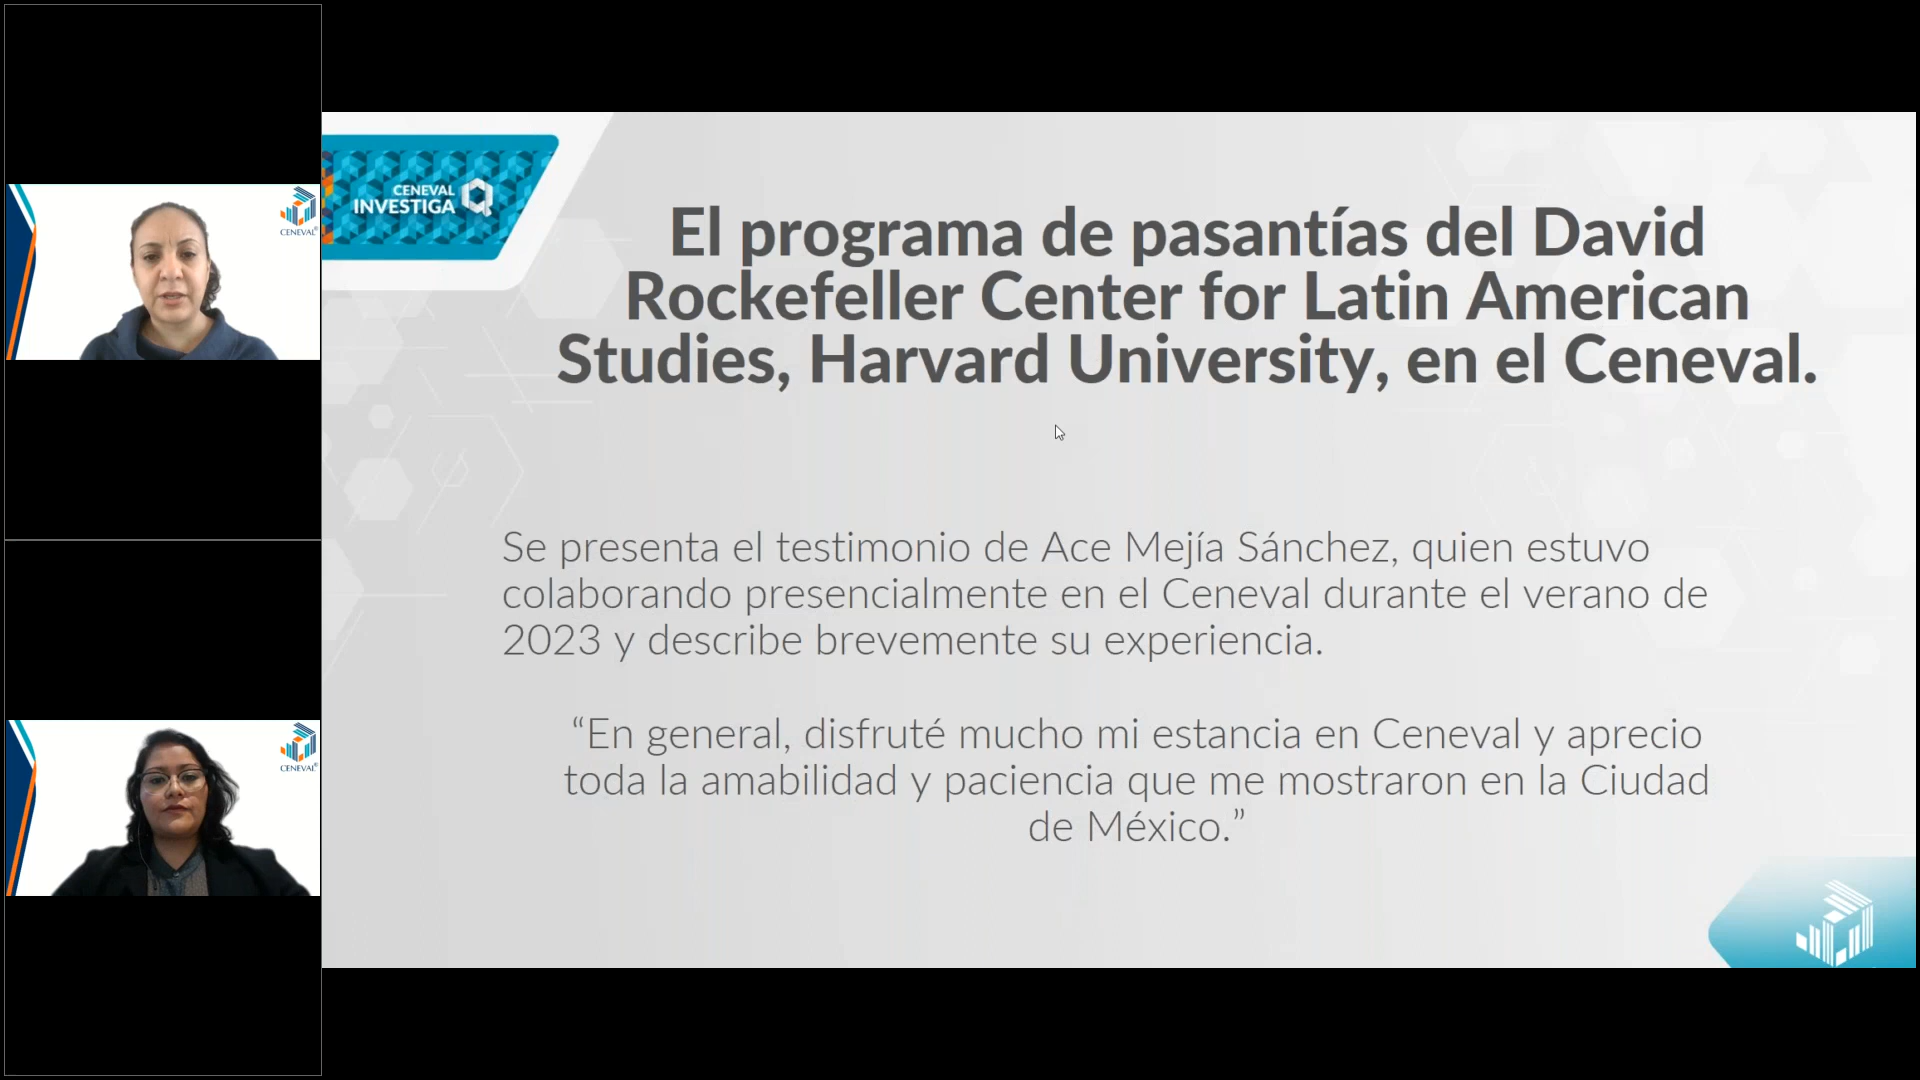 CENEVAL
INVESTIGA
El programa de pasantías del David
Rockefeller Center for Latin American
Studies, Harvard University, en el Ceneval.
Se presenta el testimonio de Ace Mejía Sánchez, quien estuvo
colaborando presencialmente en el Ceneval durante el verano de
2023 y describe brevemente su experiencia.
“En general, disfruté mucho mi estancia en Ceneval y aprecio
toda la amabilidad y paciencia que me mostraron en la Ciudad
de México.”
CENEVAL®
CENEVAL®